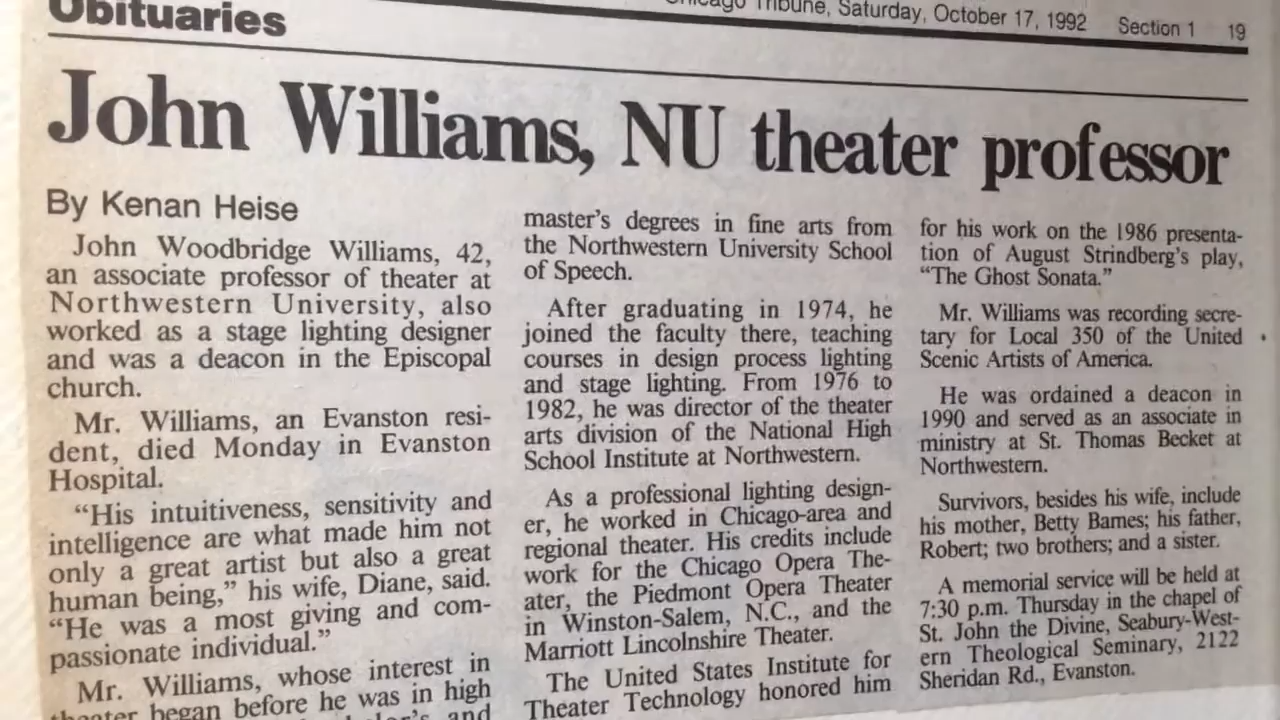 Obituaries
Chicago Tribune, Saturday, October 17, 1992 Section 1 19
John Williams, NU theater professor
By Kenan Heise
John Woodbridge Williams, 42,
an associate professor of theater at
Northwestern University, also
worked as a stage lighting designer
and was a deacon in the Episcopal
church.
Mr. Williams, an Evanston resi-
dent, died Monday in Evanston
Hospital.
“His intuitiveness, sensitivity and
intelligence are what made him not
only a great artist but also a great
human being,” his wife, Diane, said.
“He was a most giving and com-
passionate individual.”
Mr. Williams, whose interest in
theater began before he was in high
and
master's degrees in fine arts from
the Northwestern University School
of Speech.
After graduating in 1974, he
joined the faculty there, teaching
courses in design process lighting
and stage lighting. From 1976 to
1982, he was director of the theater
arts division of the National High
School Institute at Northwestern.
As a professional lighting design-
er, he worked in Chicago-area and
regional theater. His credits include
work for the Chicago Opera The-
ater, the Piedmont Opera Theater
in Winston-Salem, N.C., and the
Marriott Lincolnshire Theater.
The United States Institute for
Theater Technology honored him
for his work on the 1986 presenta-
tion of August Strindberg's play,
“The Ghost Sonata.”
Mr. Williams was recording secre-
tary for Local 350 of the United
Scenic Artists of America.
He was ordained a deacon in
1990 and served as an associate in
ministry at St. Thomas Becket at
Northwestern.
Survivors, besides his wife, include
his mother, Betty Barnes; his father,
Robert; two brothers; and a sister.
A memorial service will be held at
7:30 p.m. Thursday in the chapel of
St. John the Divine, Seabury-West-
ern Theological Seminary, 2122
Sheridan Rd., Evanston.